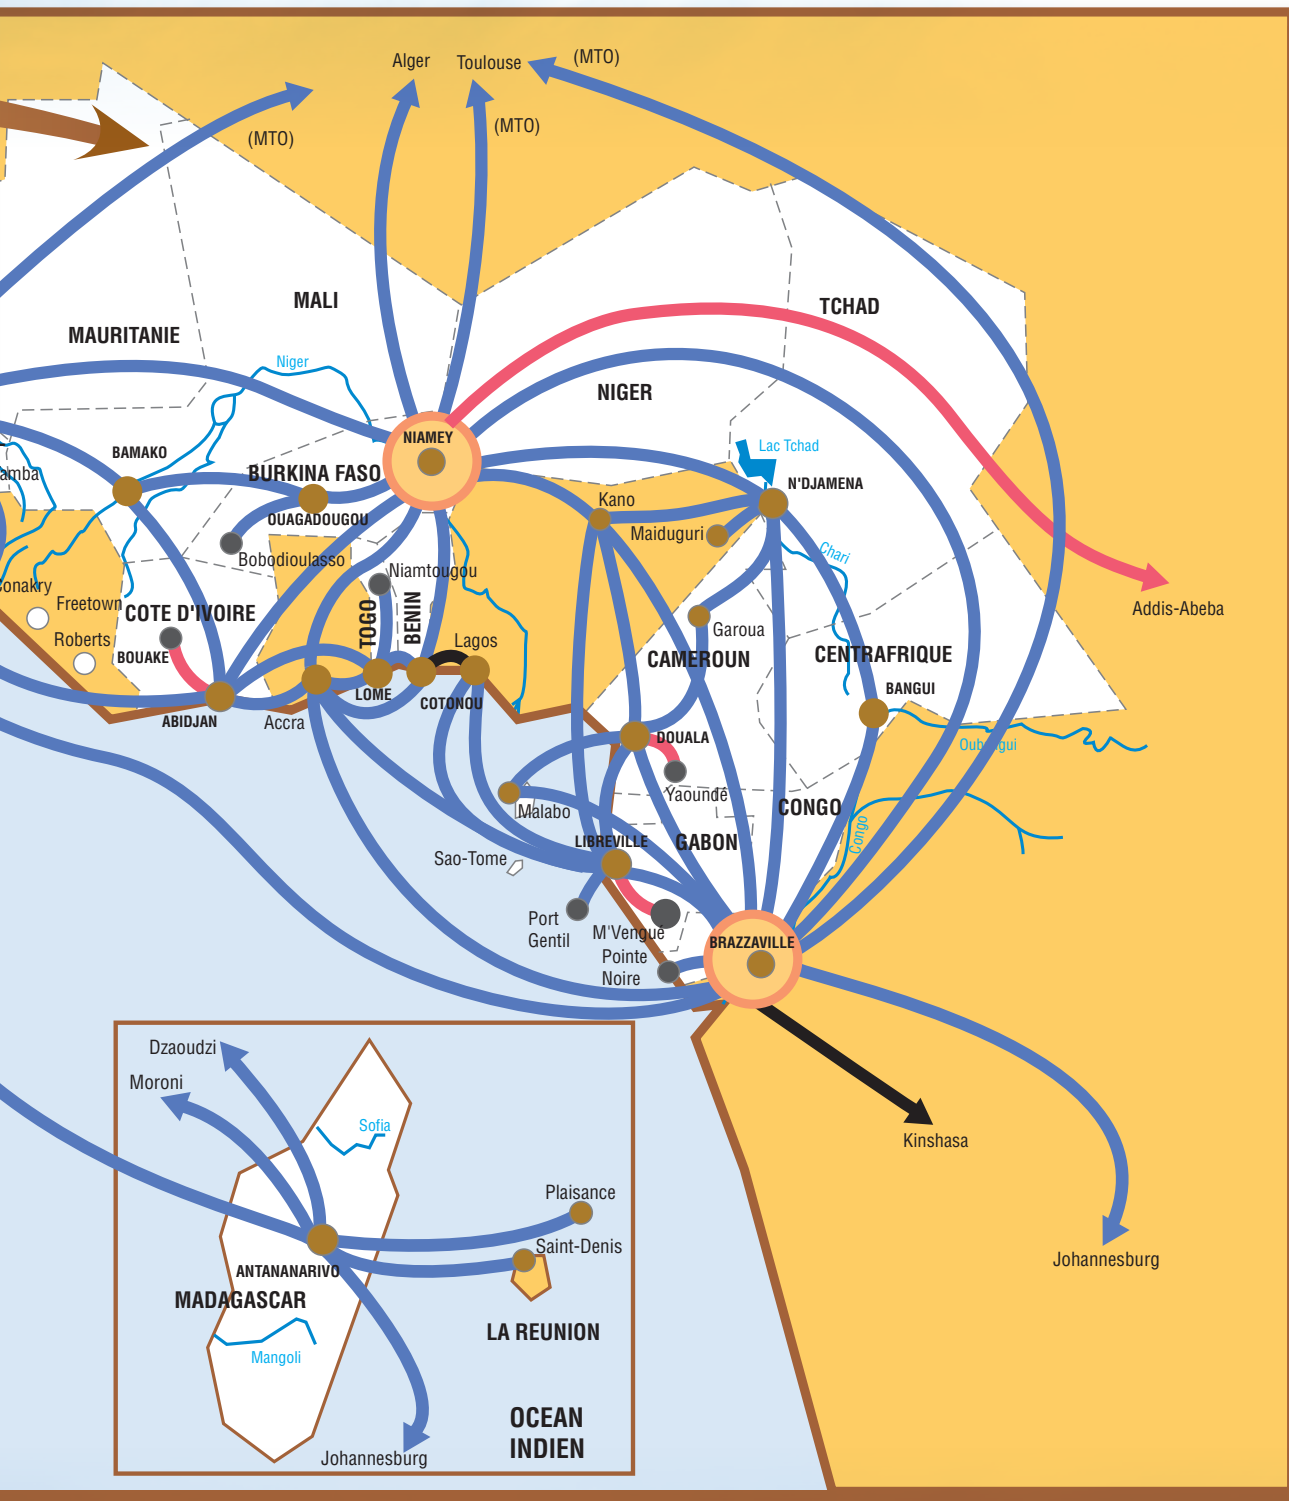 Alger
Toulouse
(MTO)
(MTO)
(MTO)
MALI
TCHAD
MAURITANIE
Niger
NIGER
NIAMEY
Lac Tchad
BAMAKO
amba
BURKINA FASO
N'DJAMENA
Kano
OUAGADOUGOU
Maiduguri
Bobodioulasso
Chari
Niamtougou
Conakry
Freetown
COTE D'IVOIRE
TOGO
BENIN
Addis-Abeba
Roberts
Lagos
Garoua
BOUAKE
CAMEROUN
CENTRAFRIQUE
BANGUI
LOME
COTONOU
ABIDJAN
Accra
DOUALA
Oubangui
Yaoundé
Malabo
CONGO
LIBREVILLE
GABON
Congo
Sao-Tome
Port
Gentil
M'Vengué
BRAZZAVILLE
Pointe
Noire
Kinshasa
Johannesburg
Dzaoudzi
Moroni
Sofia
Plaisance
Saint-Denis
ANTANANARIVO
MADAGASCAR
LA REUNION
Mangoli
OCEAN
INDIEN
Johannesburg